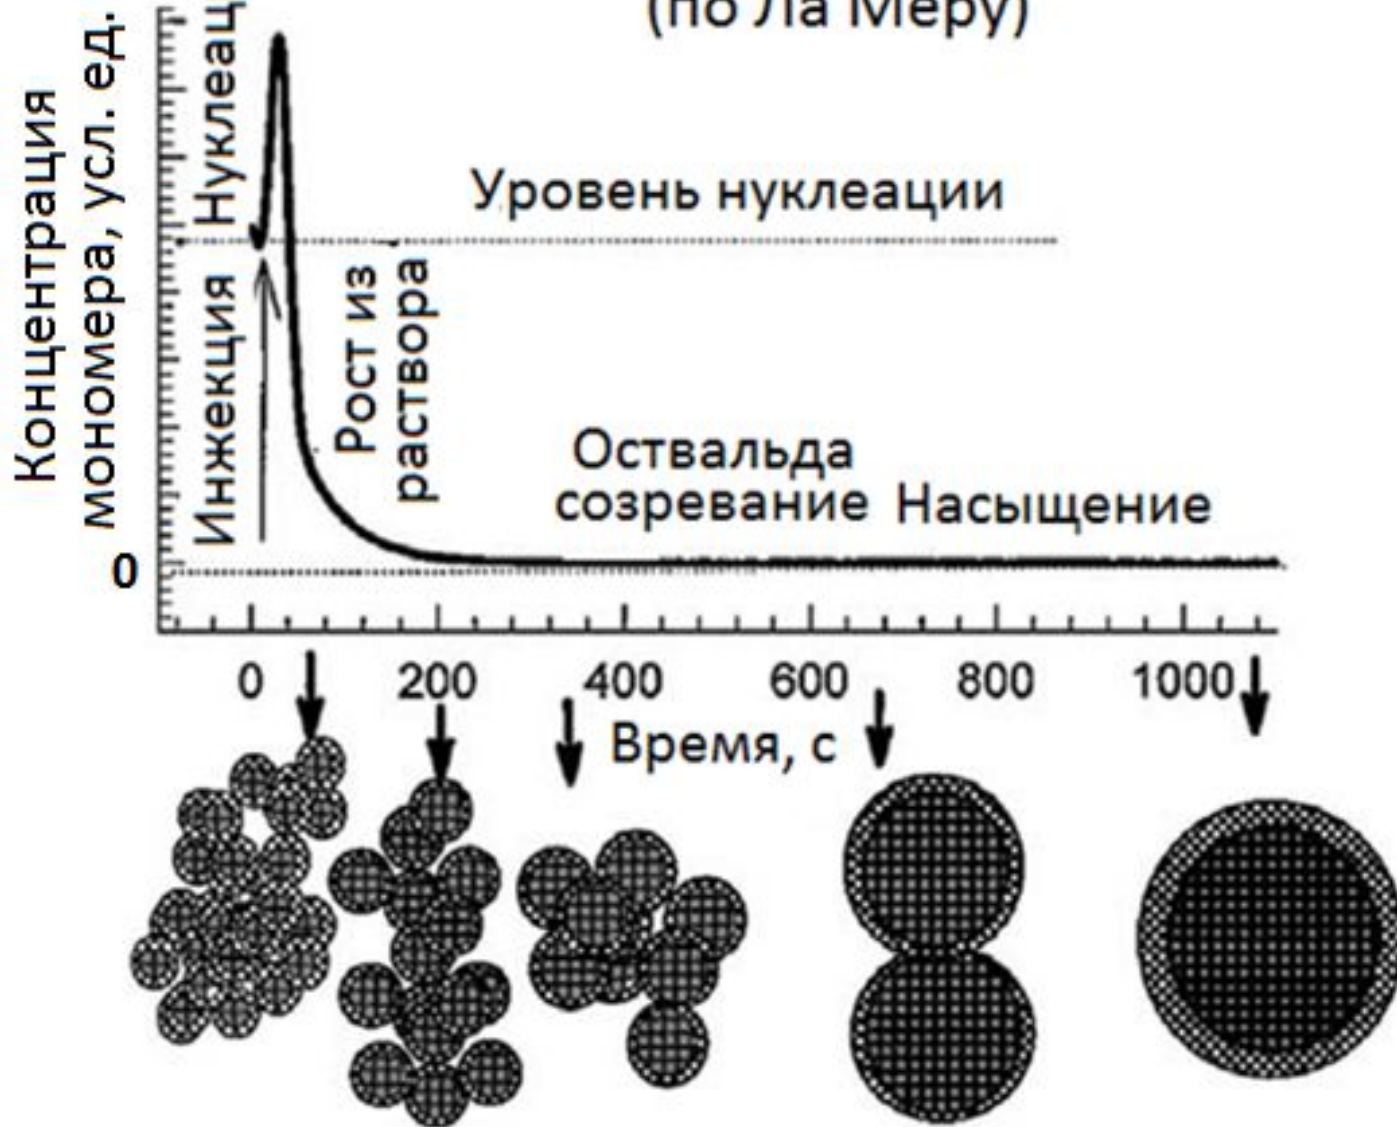 (по Ла Меру)
Концентрация
мономера, усл. ед.
Нуклеац
Уровень нуклеации
Инжекция
Рост из
раствора
Оствальда
созревание Насыщение
0
0 200 400 600 800 1000
Время, с